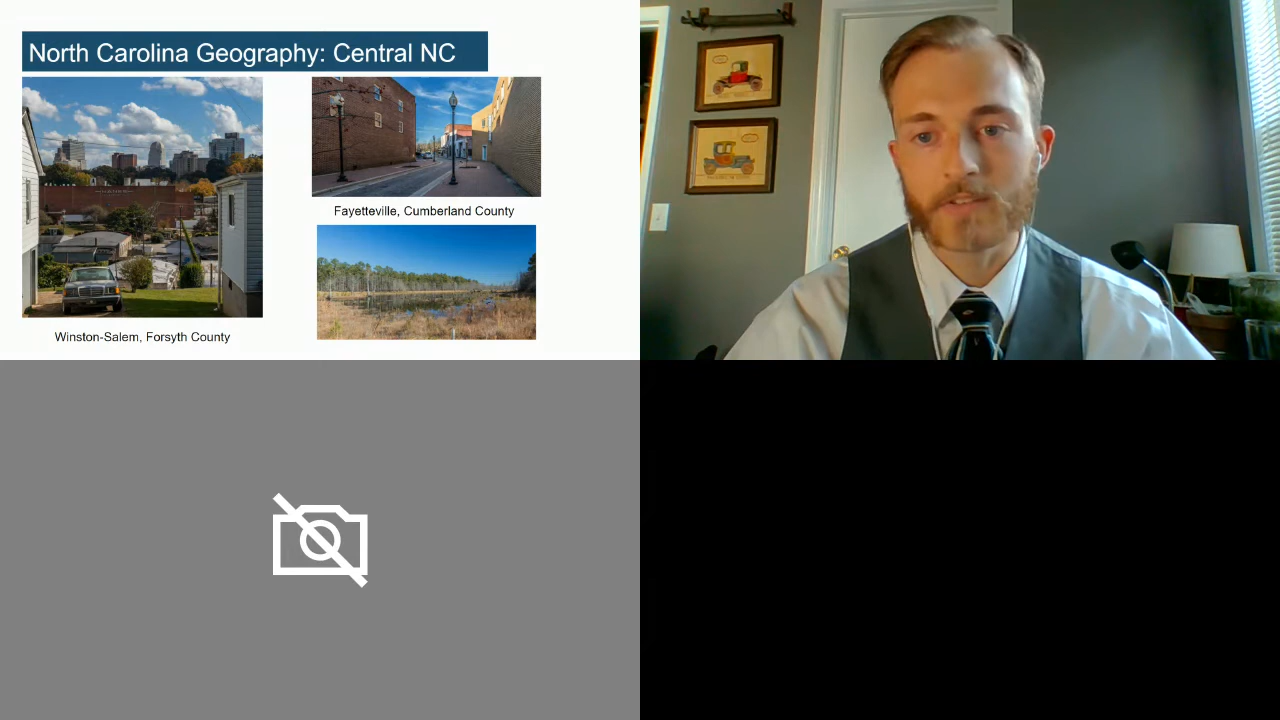 North Carolina Geography: Central NC
Fayetteville, Cumberland County
Winston-Salem, Forsyth County